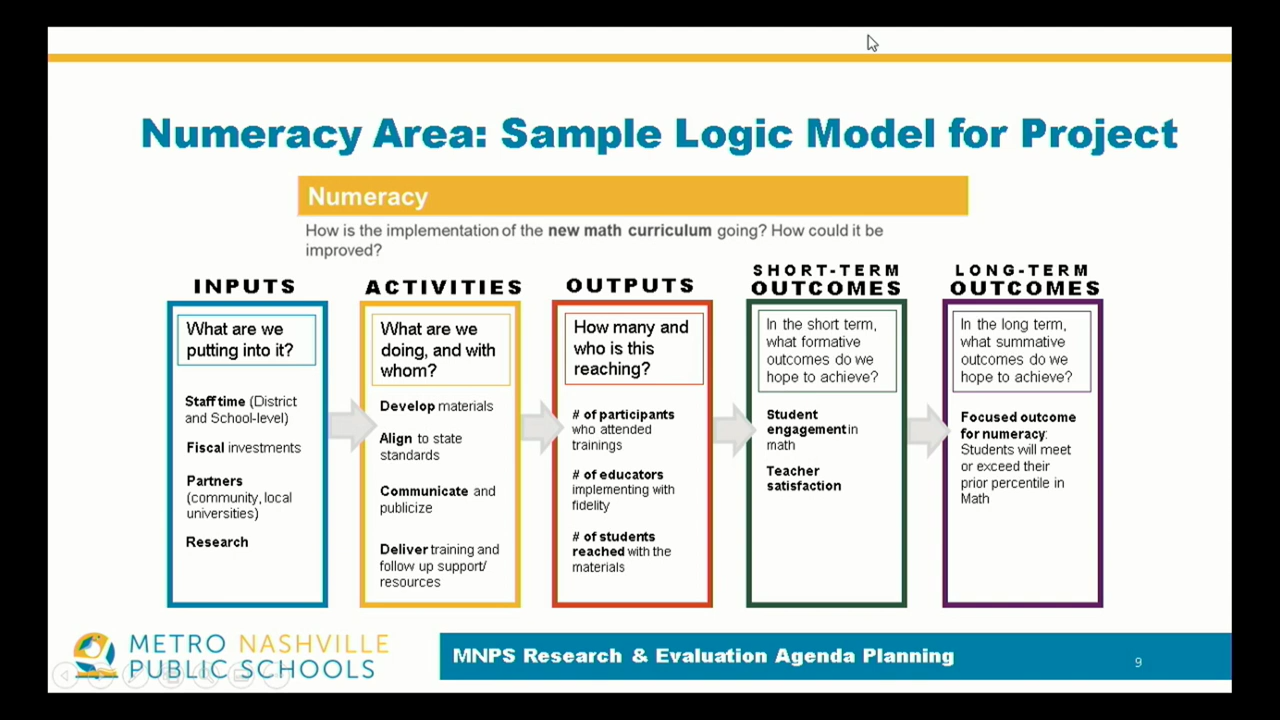 Numeracy Area: Sample Logic Model for Project
Numeracy
How is the implementation of the new math curriculum going? How could it be
improved?
INPUTS
What are we
putting into it?
Staff time (District
and School-level)
Fiscal investments
Partners
(community, local
universities)
Research
ACTIVITIES
What are we
doing, and with
whom?
Develop materials
Align to state
standards
Communicate and
publicize
Deliver training and
follow up support/
resources
OUTPUTS
How many and
who is this
reaching?
# of participants
who attended
trainings
# of educators
implementing with
fidelity
# of students
reached with the
materials
SHORT-TERM
OUTCOMES
In the short term,
what formative
outcomes do we
hope to achieve?
Student
engagement in
math
Teacher
satisfaction
LONG-TERM
OUTCOMES
In the long term,
what summative
outcomes do we
hope to achieve?
Focused outcome
for numeracy:
Students will meet
or exceed their
prior percentile in
Math
METRO NASHVILLE
PUBLIC SCHOOLS
MNPS Research & Evaluation Agenda Planning
9